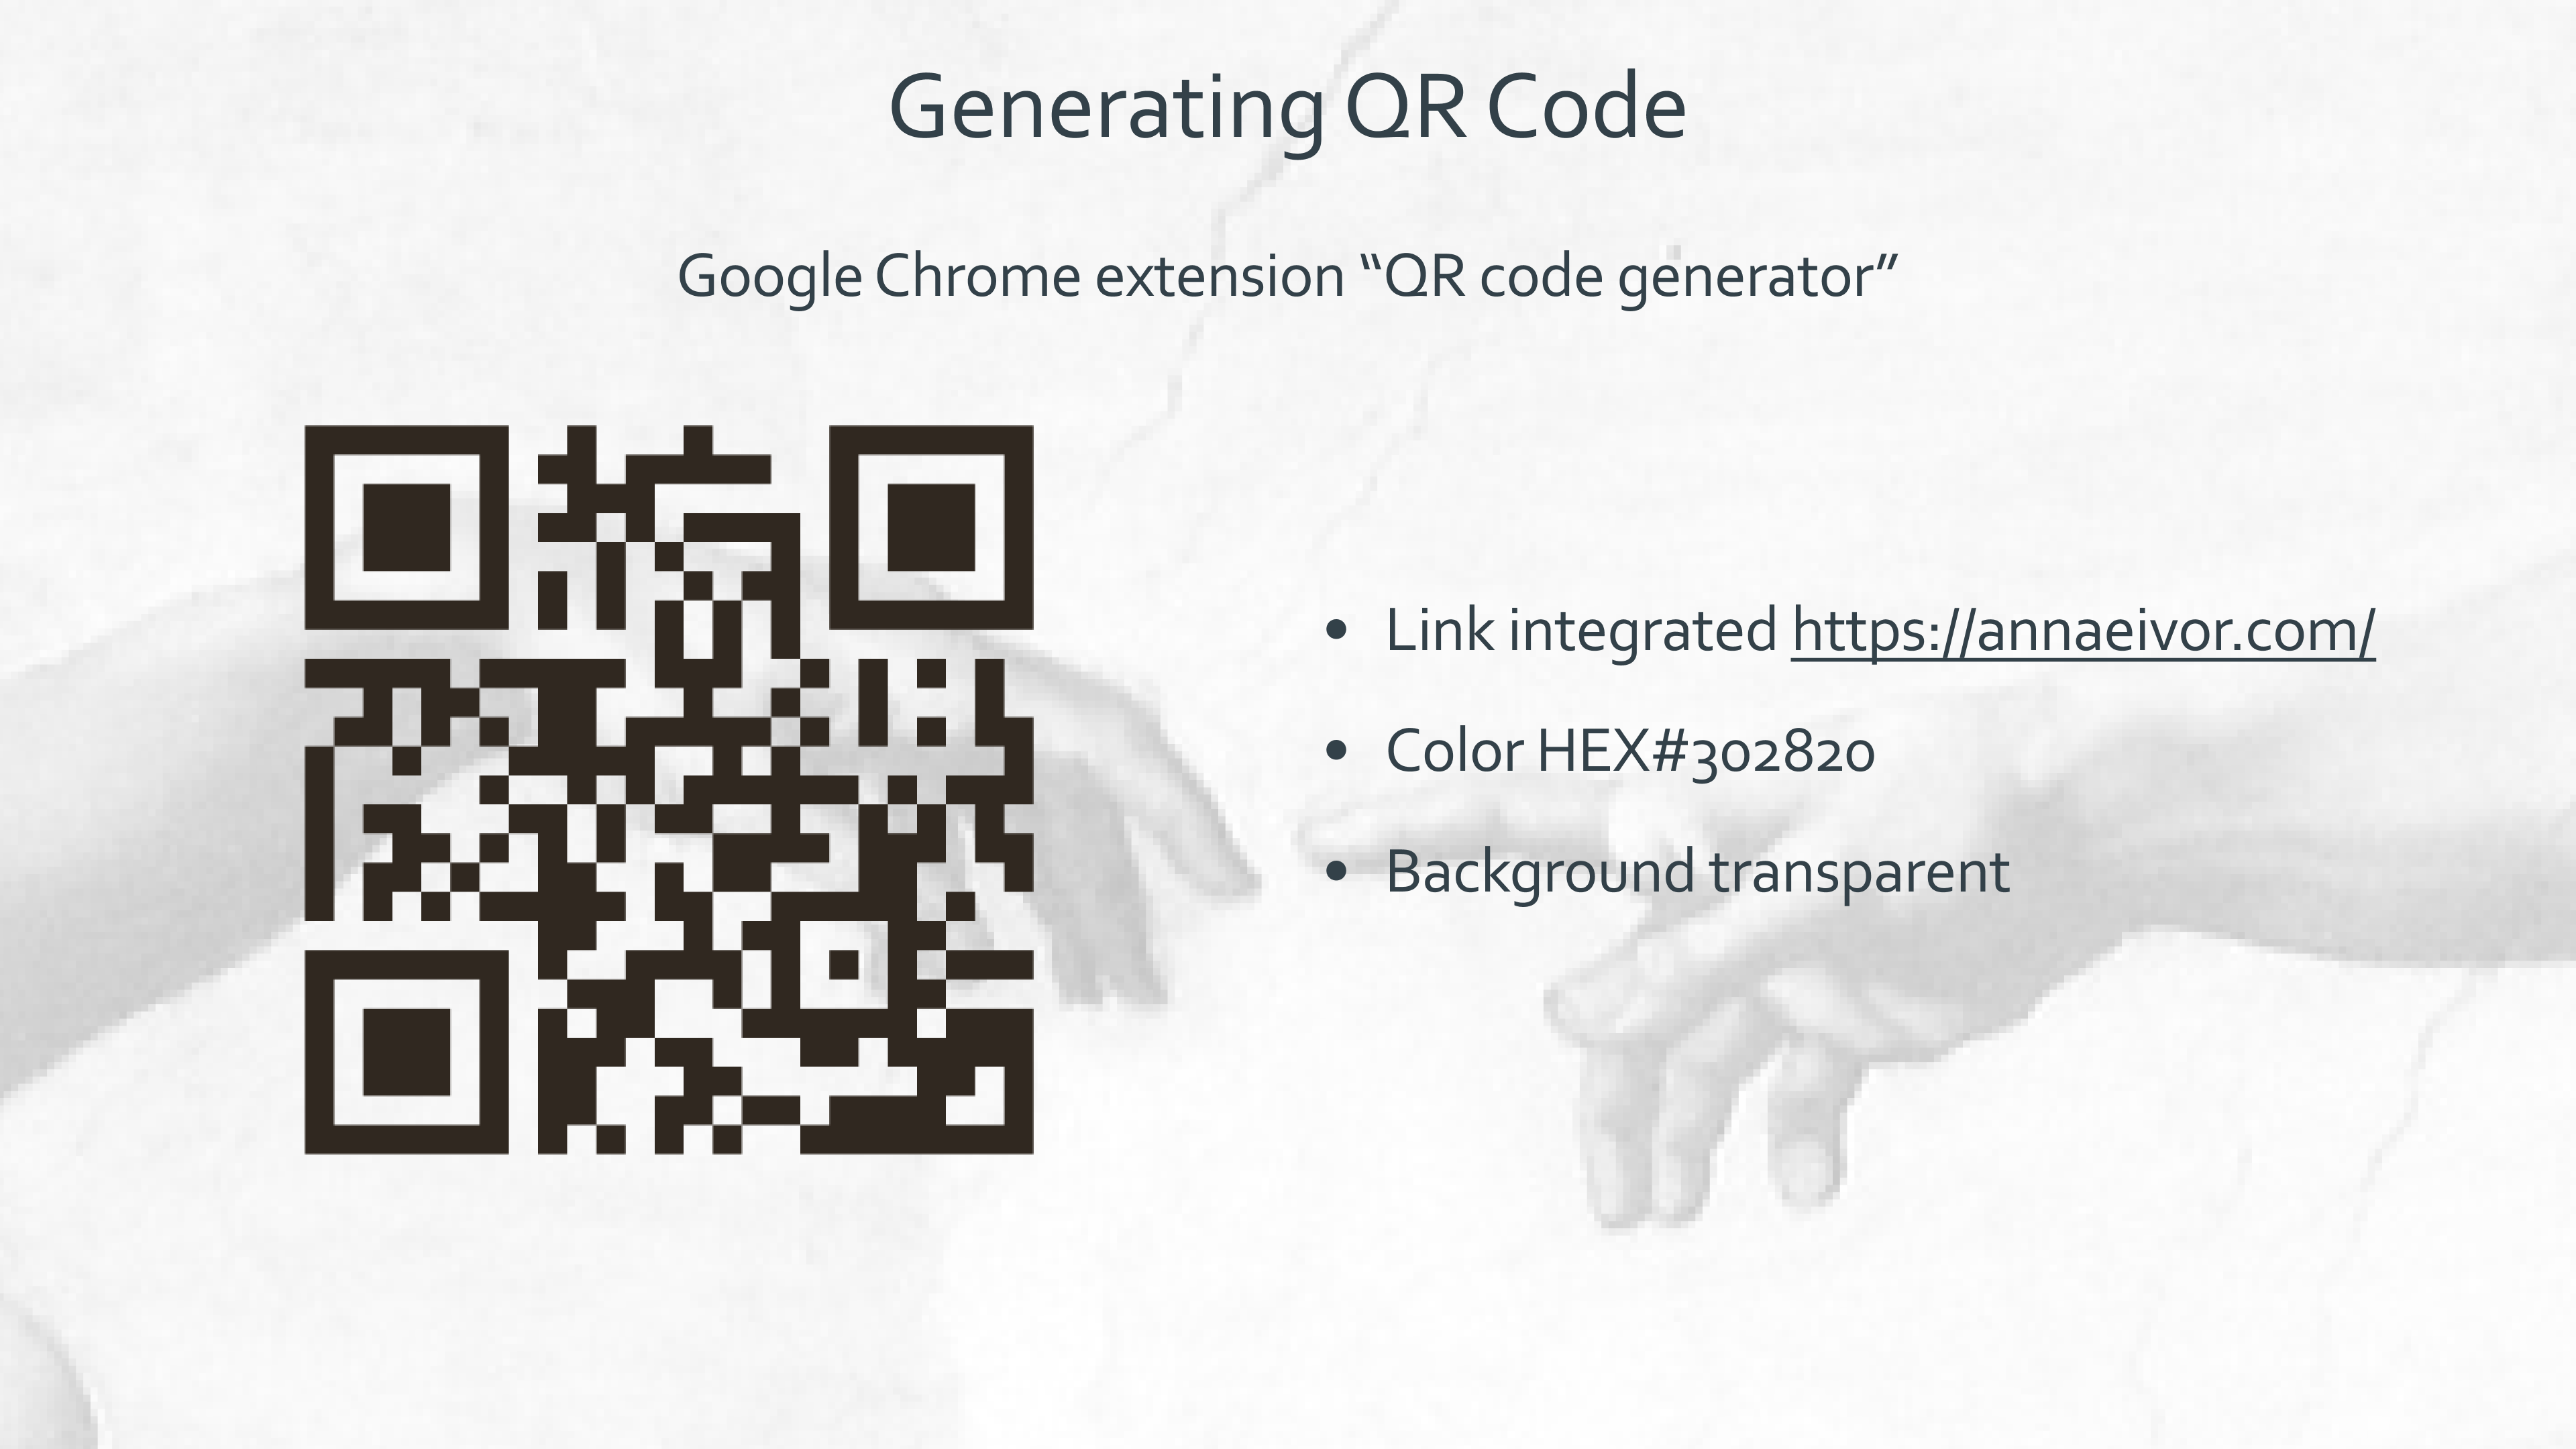 Generating QR Code
Google Chrome extension “QR code generator”
• Link integrated https://annaeivor.com/
• Color HEX#302820
• Background transparent